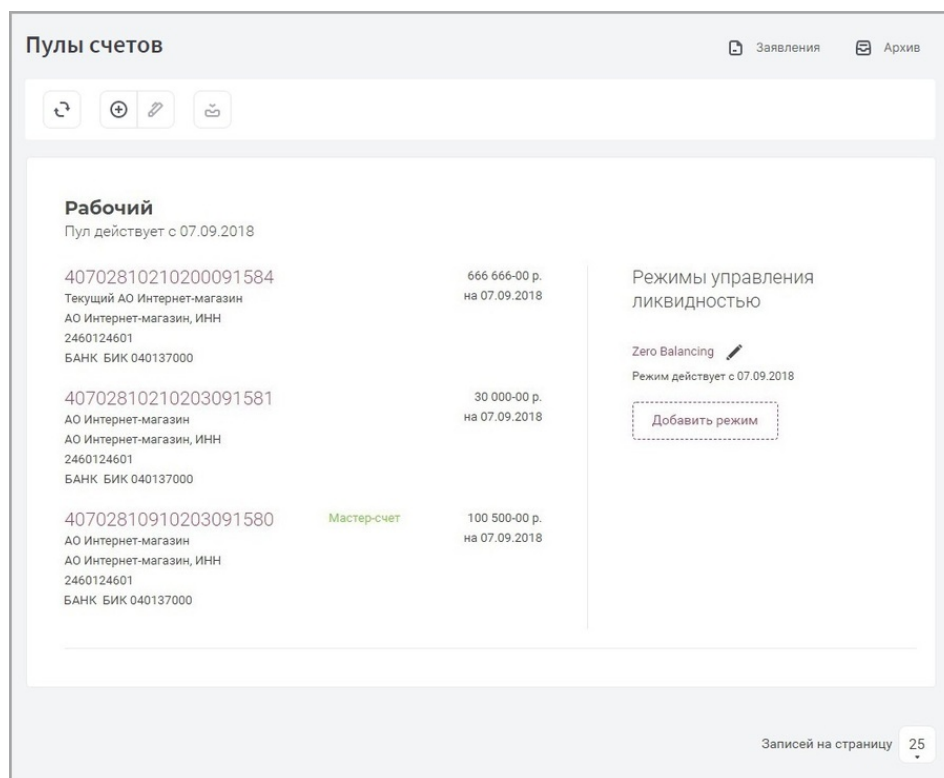 Пулы счетов
Заявления
Архив
Рабочий
Пул действует с 07.09.2018
40702810210200091584
666 666-00 р.
Текущий АО Интернет-магазин
на 07.09.2018
АО Интернет-магазин, ИНН
2460124601
БАНК БИК 040137000
40702810210203091581
30 000-00 р.
АО Интернет-магазин
на 07.09.2018
АО Интернет-магазин, ИНН
2460124601
БАНК БИК 040137000
40702810910203091580
Мастер-счет
100 500-00 р.
АО Интернет-магазин
на 07.09.2018
АО Интернет-магазин, ИНН
2460124601
БАНК БИК 040137000
Режимы управления
ликвидностью
Zero Balancing
Режим действует с 07.09.2018
Добавить режим
Записей на страницу 25